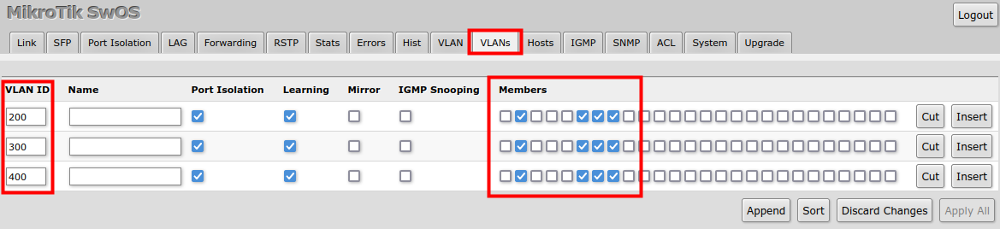 MikroTik SwOS
Logout
Link SFP Port Isolation LAG Forwarding RSTP Stats Errors Hist VLAN VLANs Hosts IGMP SNMP ACL System Upgrade
VLAN ID Name Port Isolation Learning Mirror IGMP Snooping Members
200 Cut Insert
300 Cut Insert
400 Cut Insert
Append Sort Discard Changes Apply All